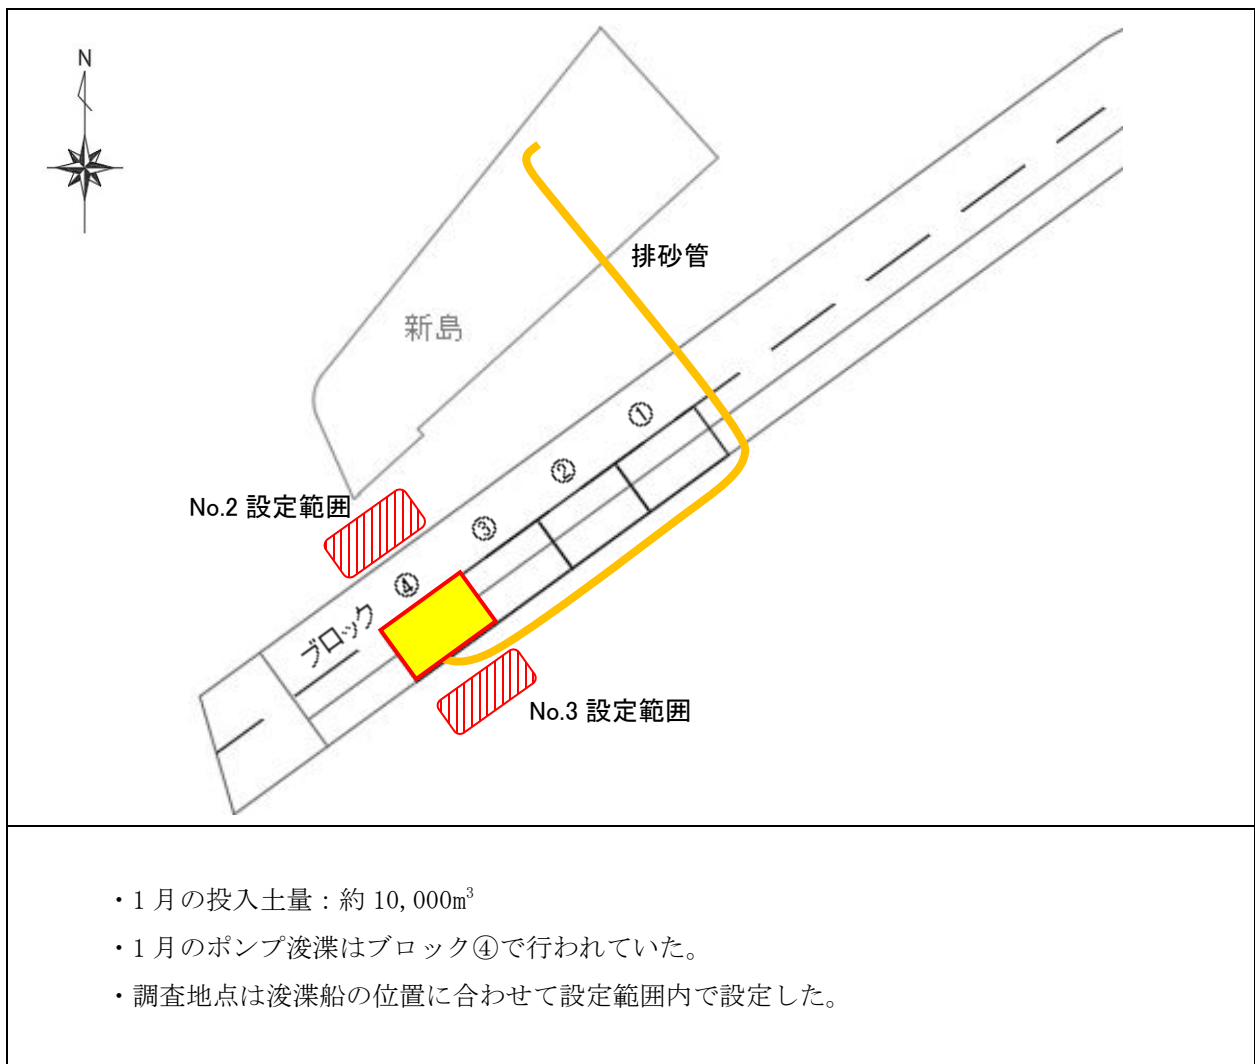 N
排砂管
新島
①
②
No.2 設定範囲
③
ブロック ④
No.3 設定範囲
・1月の投入土量：約 10,000m³
・1月のポンプ浚渫はブロック④で行われていた。
・調査地点は浚渫船の位置に合わせて設定範囲内で設定した。